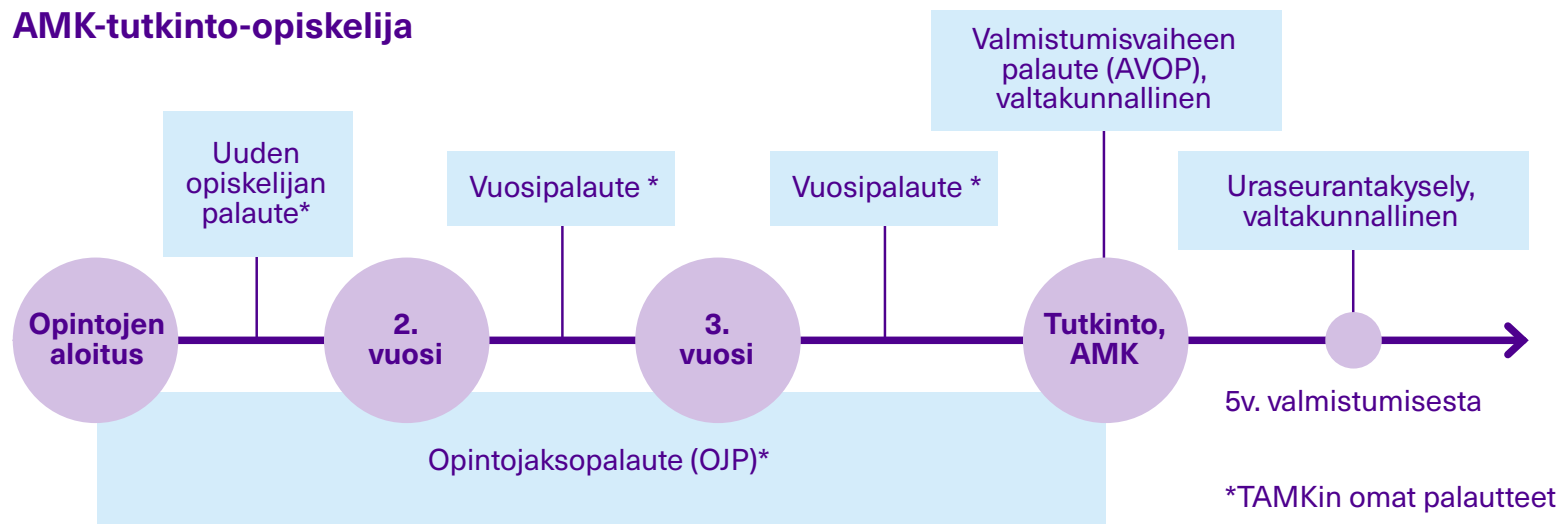 AMK-tutkinto-opiskelija
Valmistumisvaiheen
palaute (AVOP),
valtakunnallinen
Uuden
opiskelijan
palaute*
Vuosipalaute *
Vuosipalaute *
Uraseurantakysely,
valtakunnallinen
Opintojen
aloitus
2.
vuosi
3.
vuosi
Tutkinto,
AMK
5v. valmistumisesta
Opintojaksopalaute (OJP)*
*TAMKin omat palautteet